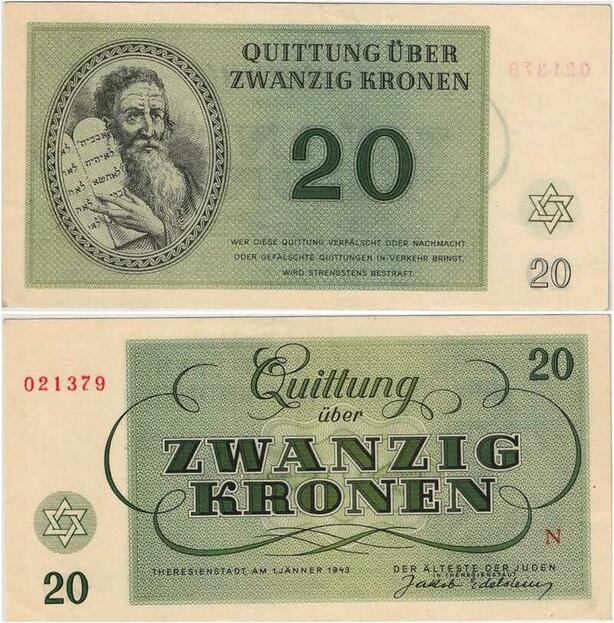 QUITTUNG ÜBER
ZWANZIG KRONEN
20
WER DIESE QUITTUNG VERFÄLSCHT ODER NACHMACHT
ODER GEFÄLSCHTE QUITTUNGEN IN VERKEHR BRINGT,
WIRD STRENGSTENS BESTRAFT.
20
021379
Quittung
über
ZWANZIG
KRONEN
20
N
20
THERESIENSTADT, AM 1. JÄNNER 1943
DER ÄLTESTE DER JUDEN
IN THERESIENSTADT
Jakob Edelstein